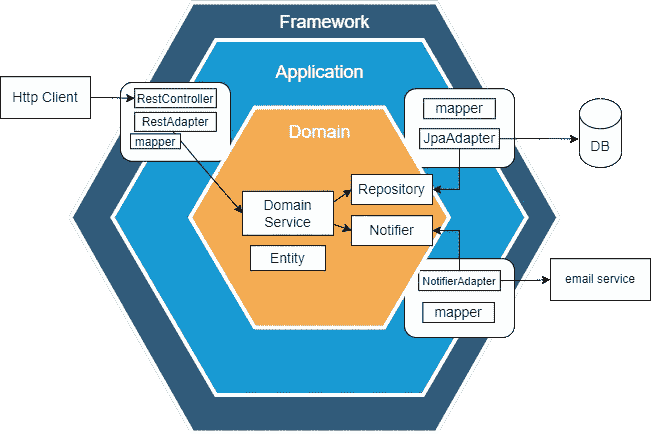 Framework
Application
Domain
Http Client
RestController
RestAdapter
mapper
mapper
JpaAdapter
DB
Domain
Service
Repository
Notifier
Entity
NotifierAdapter
mapper
email service